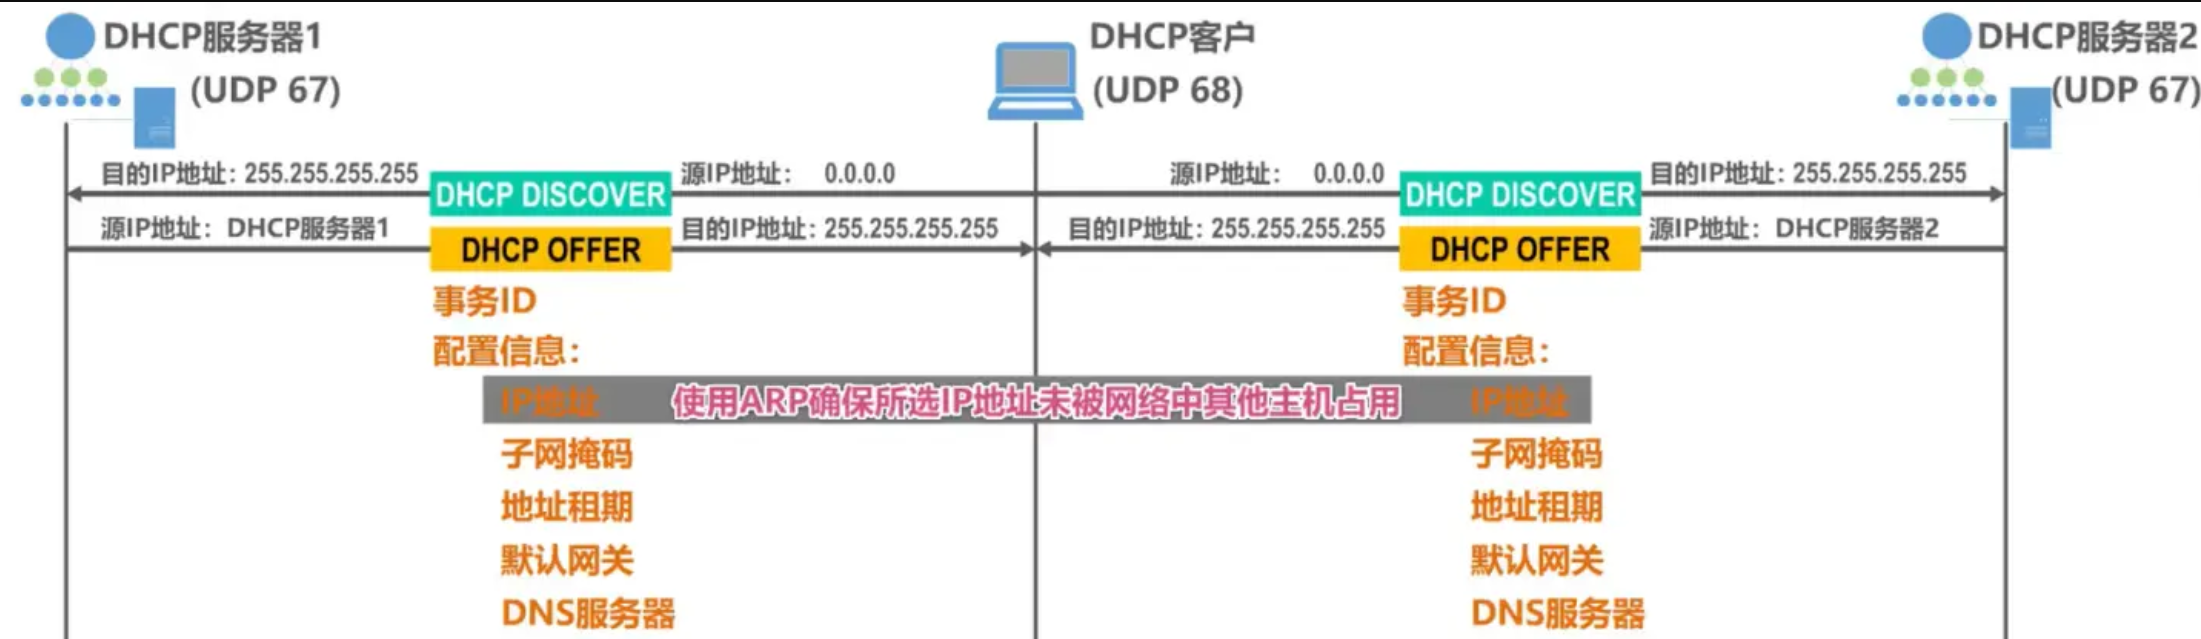 DHCP服务器1
(UDP 67)
DHCP客户
(UDP 68)
DHCP服务器2
(UDP 67)
目的IP地址: 255.255.255.255
DHCP DISCOVER
源IP地址: 0.0.0.0
源IP地址: 0.0.0.0
DHCP DISCOVER
目的IP地址: 255.255.255.255
源IP地址: DHCP服务器1
DHCP OFFER
目的IP地址: 255.255.255.255
目的IP地址: 255.255.255.255
DHCP OFFER
源IP地址: DHCP服务器2
事务ID
事务ID
配置信息:
配置信息:
IP地址
使用ARP确保所选IP地址未被网络中其他主机占用
IP地址
子网掩码
子网掩码
地址租期
地址租期
默认网关
默认网关
DNS服务器
DNS服务器